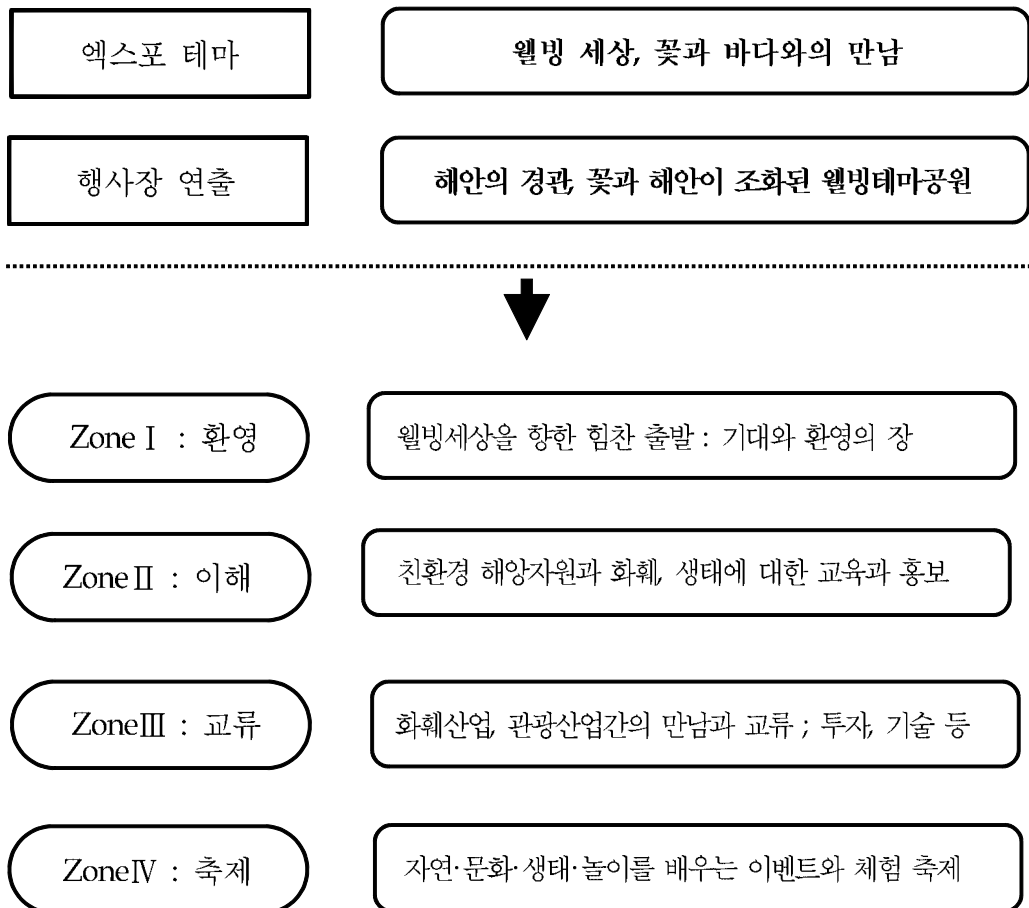 엑스포 테마
웰빙 세상, 꽃과 바다와의 만남
행사장 연출
해안의 경관, 꽃과 해안이 조화된 웰빙테마공원
Zone Ⅰ : 환영
웰빙세상을 향한 힘찬 출발 : 기대와 환영의 장
Zone Ⅱ : 이해
친환경 해양자원과 화훼, 생태에 대한 교육과 홍보
Zone Ⅲ : 교류
화훼산업, 관광산업간의 만남과 교류 ; 투자, 기술 등
Zone Ⅳ : 축제
자연·문화·생태·놀이를 배우는 이벤트와 체험 축제